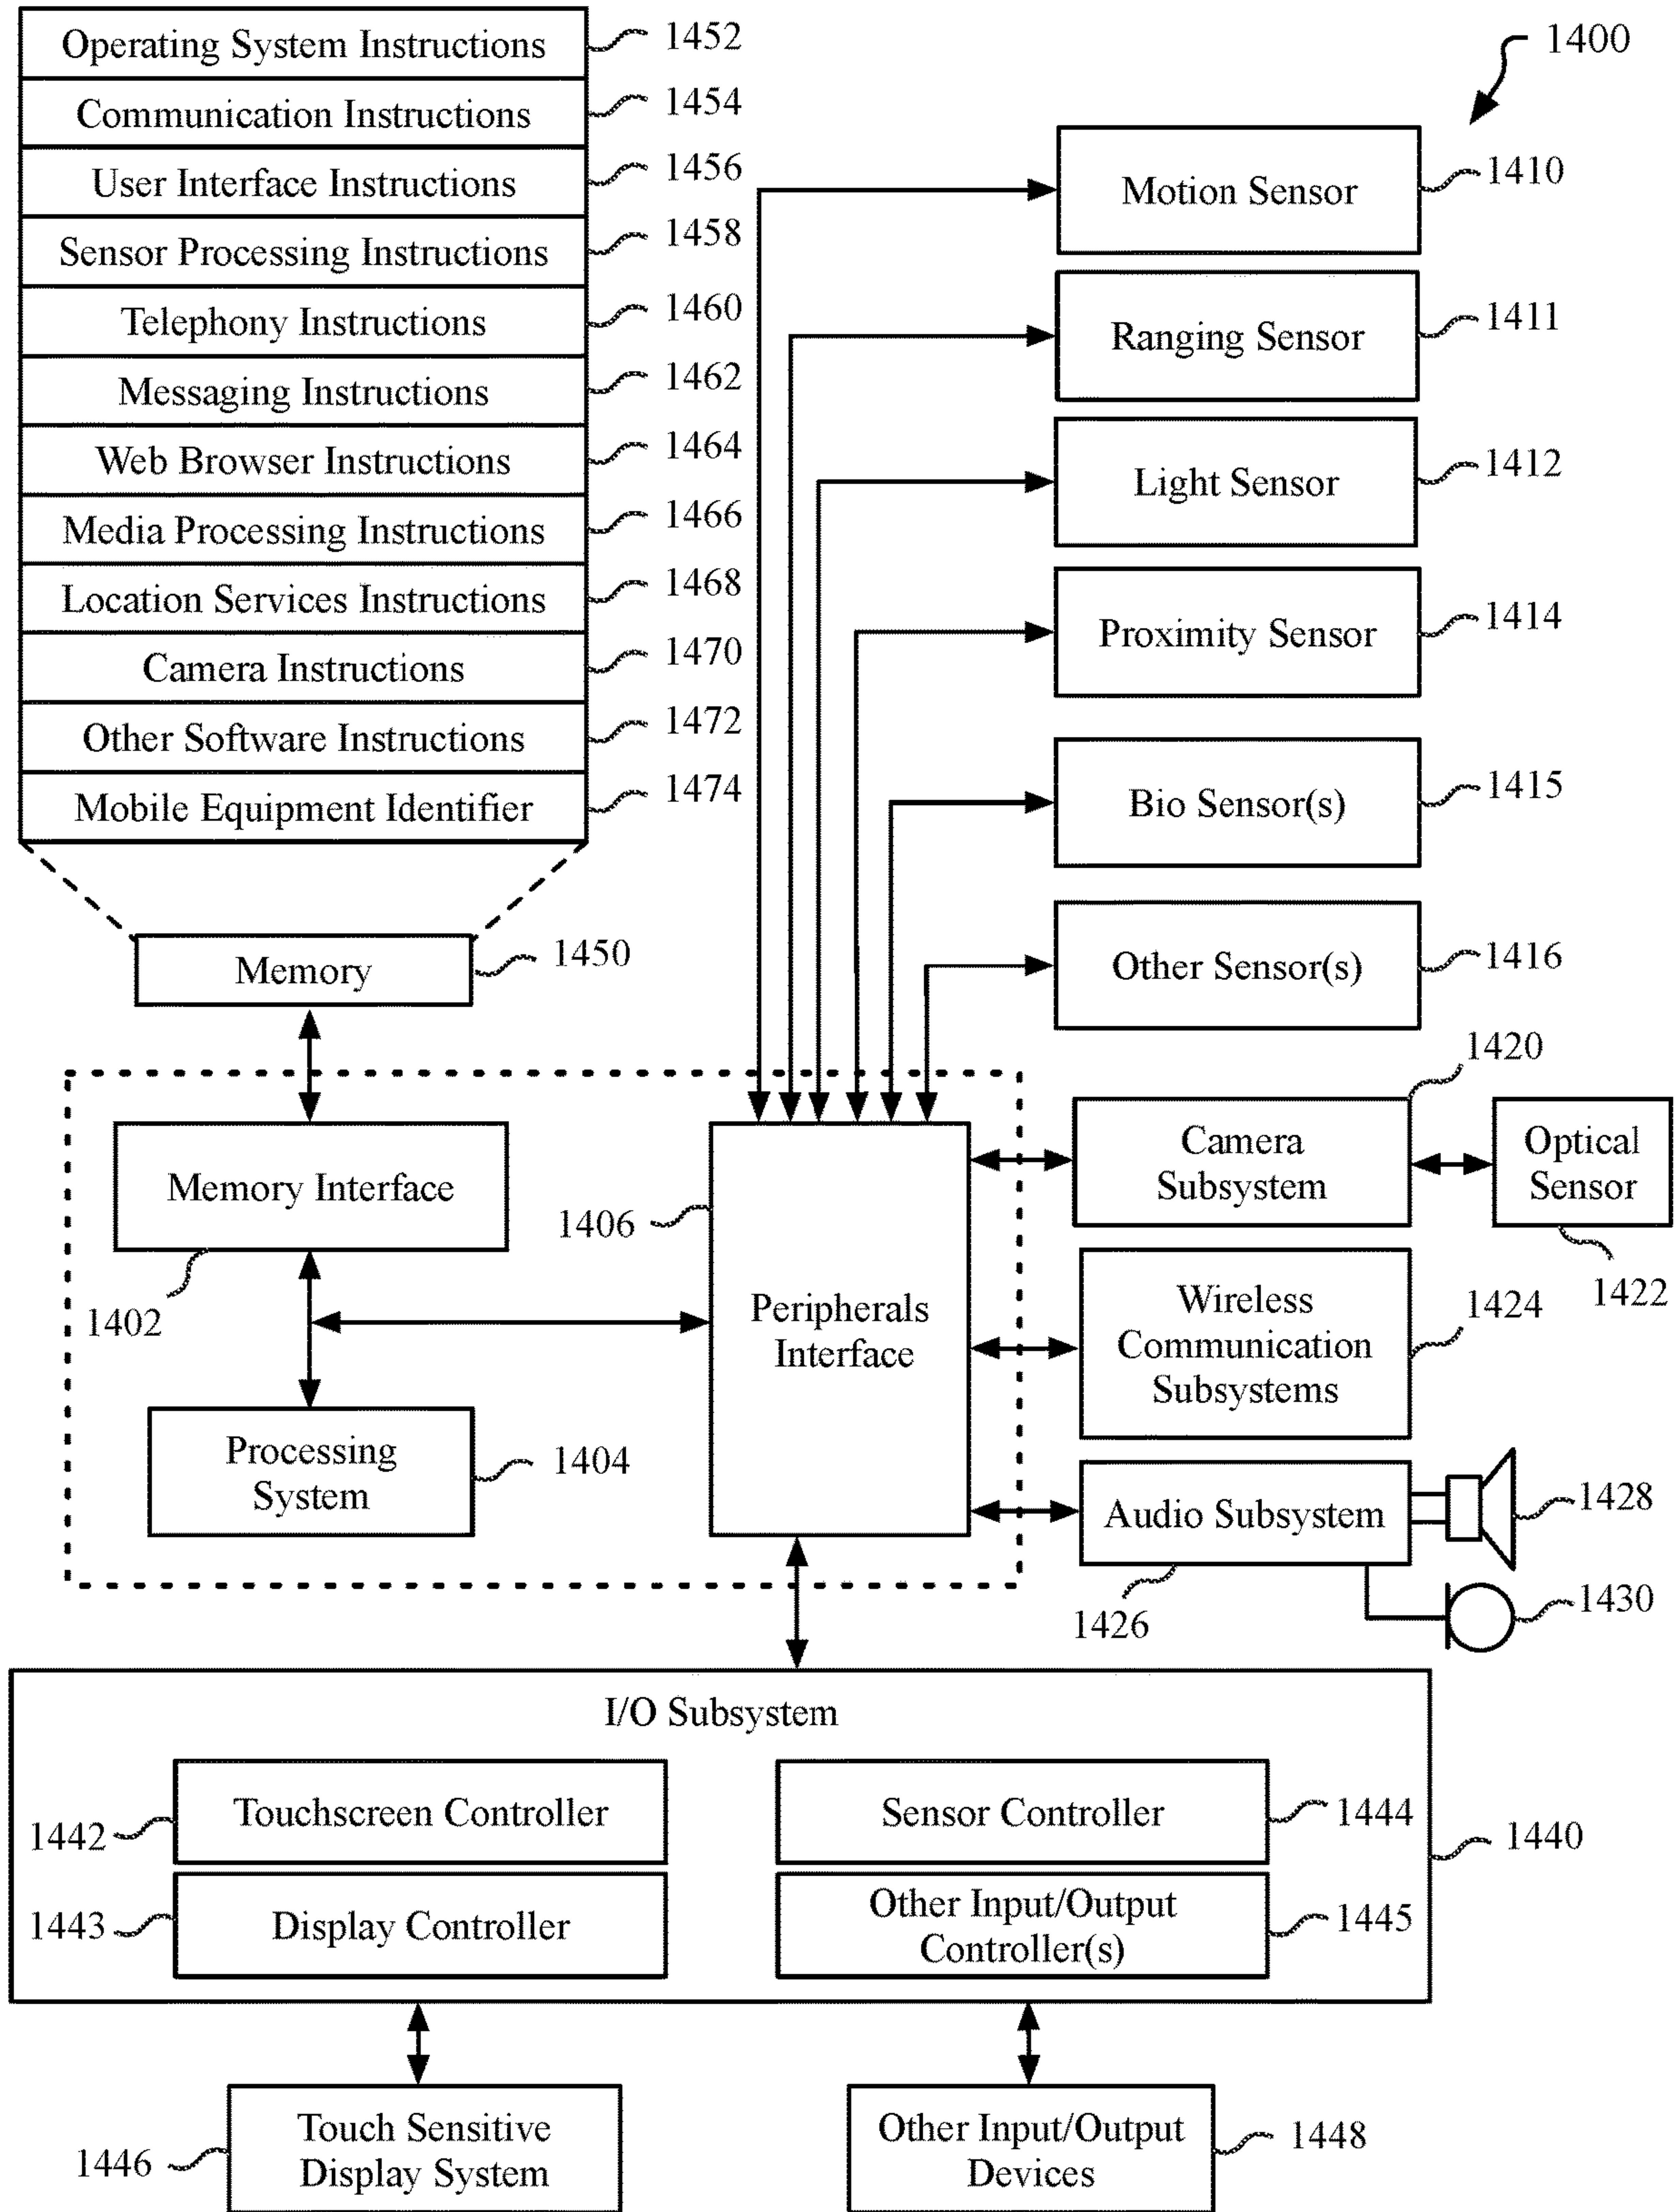 Operating System Instructions
1452
Communication Instructions
1454
User Interface Instructions
1456
Sensor Processing Instructions
1458
Telephony Instructions
1460
Messaging Instructions
1462
Web Browser Instructions
1464
Media Processing Instructions
1466
Location Services Instructions
1468
Camera Instructions
1470
Other Software Instructions
1472
Mobile Equipment Identifier
1474
Memory
1450
1400
Motion Sensor
1410
Ranging Sensor
1411
Light Sensor
1412
Proximity Sensor
1414
Bio Sensor(s)
1415
Other Sensor(s)
1416
Memory Interface
1402
Processing
System
1404
1406
Peripherals
Interface
1420
Camera
Subsystem
Optical
Sensor
1422
Wireless
Communication
Subsystems
1424
Audio Subsystem
1426
1428
1430
I/O Subsystem
1440
Touchscreen Controller
1442
Sensor Controller
1444
Display Controller
1443
Other Input/Output
Controller(s)
1445
Touch Sensitive
Display System
1446
Other Input/Output
Devices
1448